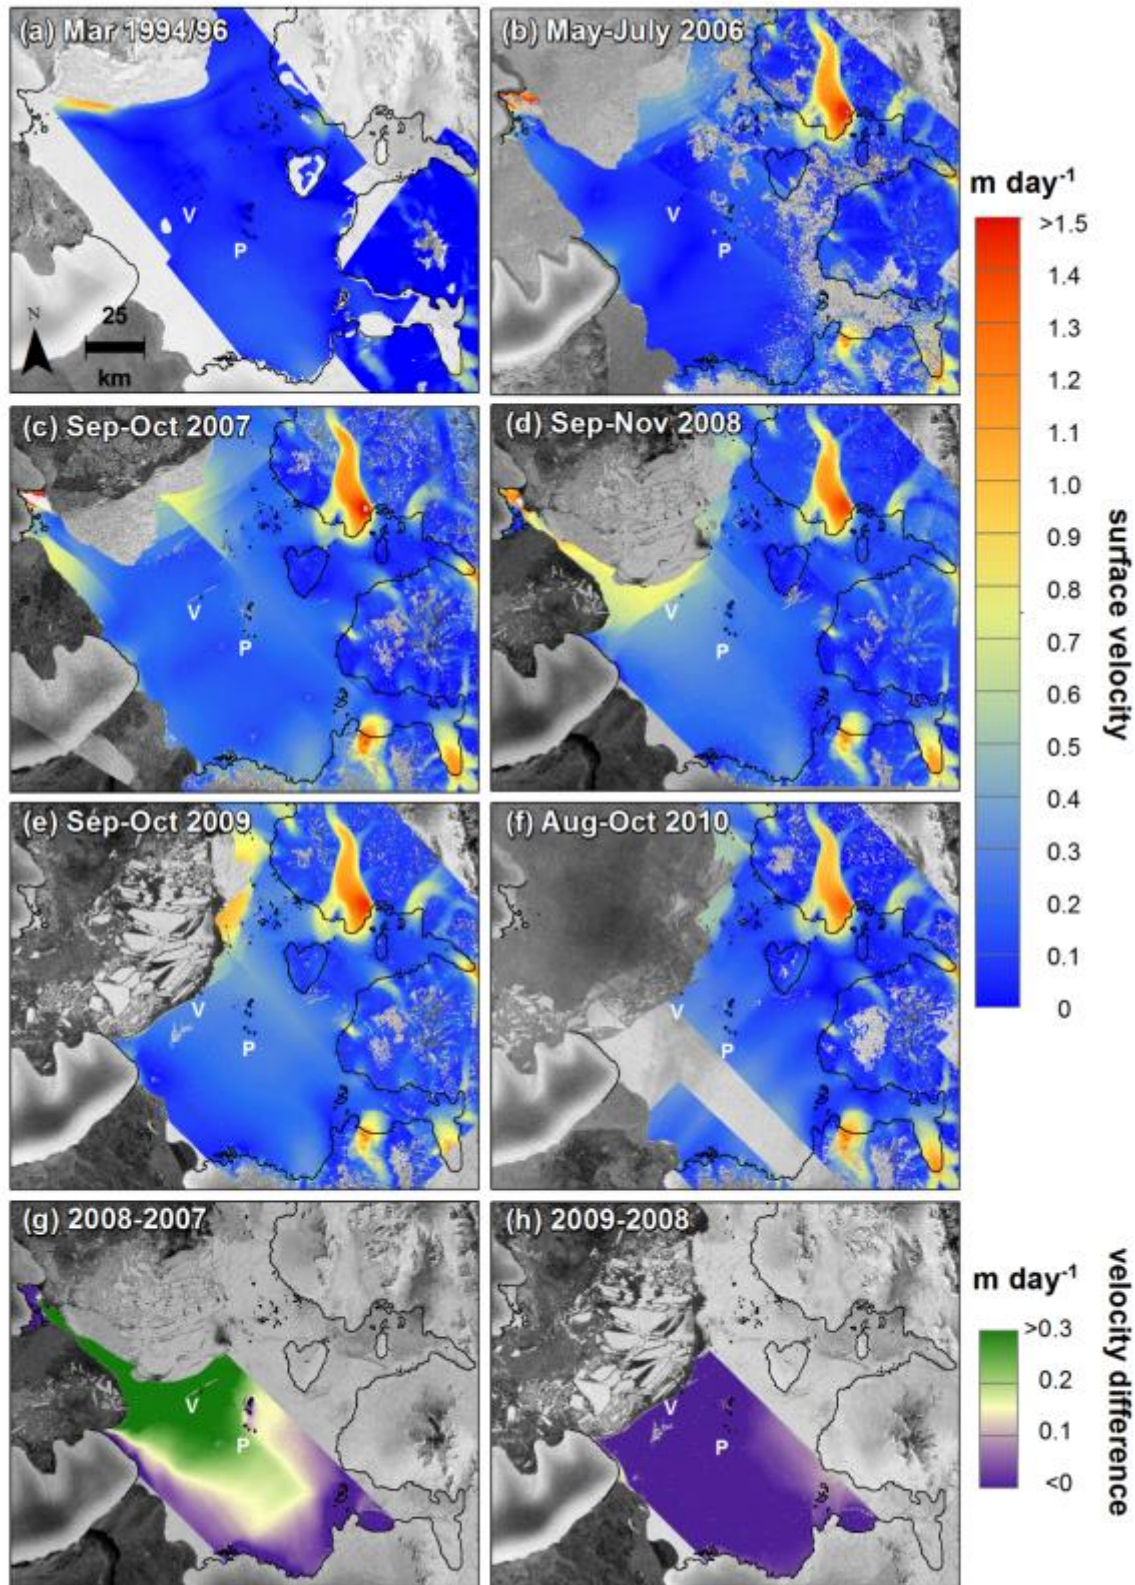 (a) Mar 1994/96
(b) May-July 2006
V
P
N
25
km
V
P
m day-1
>1.5
1.4
1.3
1.2
1.1
1.0
0.9
0.8
0.7
0.6
0.5
0.4
0.3
0.2
0.1
0
surface velocity
(c) Sep-Oct 2007
(d) Sep-Nov 2008
V
P
V
P
(e) Sep-Oct 2009
(f) Aug-Oct 2010
V
P
V
P
(g) 2008-2007
(h) 2009-2008
V
P
V
P
m day-1
>0.3
0.2
0.1
<0
velocity difference